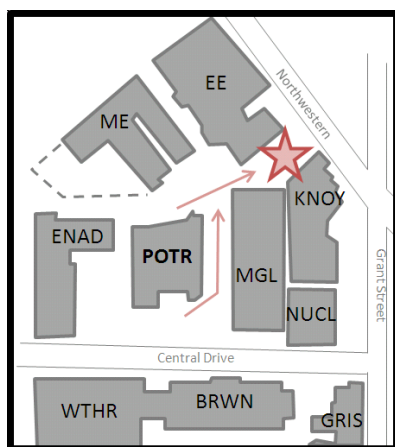 EE
Northwestern
ME
KNOY
ENAD
POTR
MGL
NUCL
Grant Street
Central Drive
WTHR
BRWN
GRIS